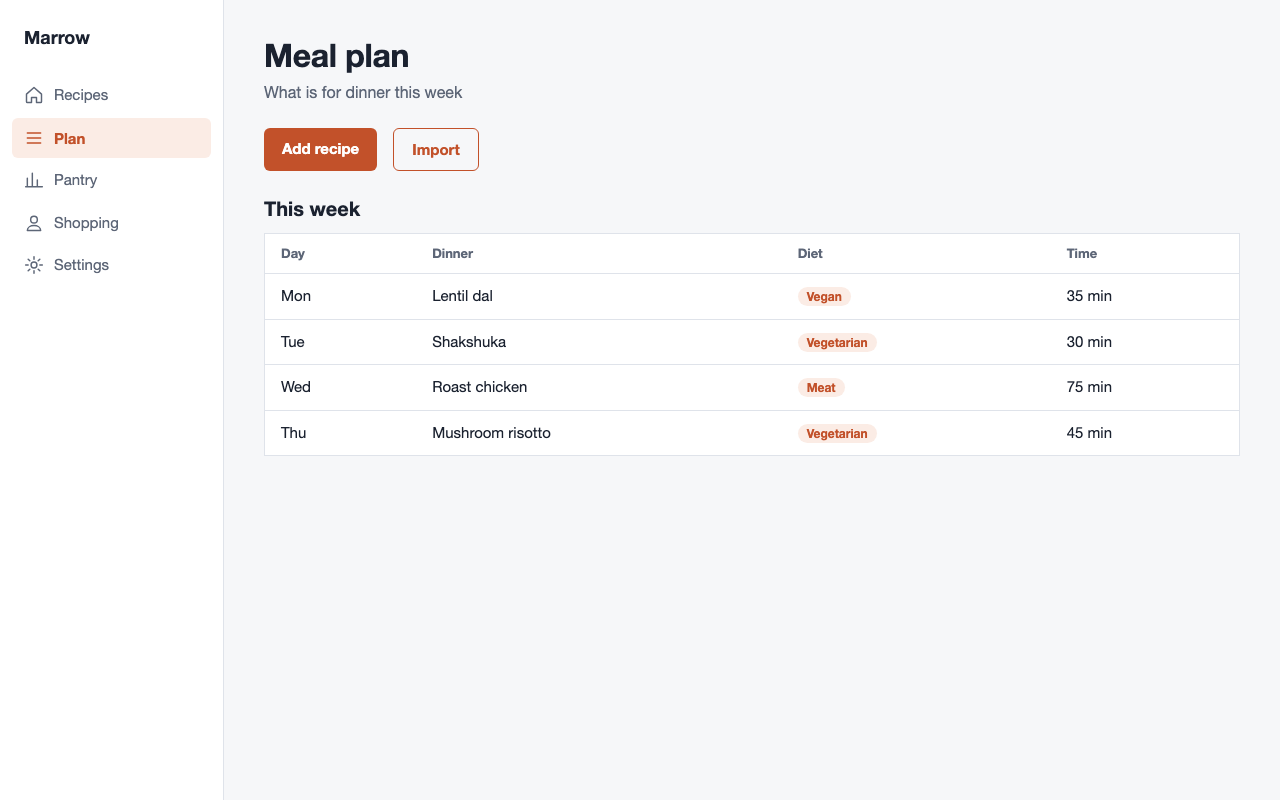 Marrow
Recipes
Plan
Pantry
Shopping
Settings
Meal plan
What is for dinner this week
Add recipe Import
This week
Day Dinner Diet Time
Mon Lentil dal Vegan 35 min
Tue Shakshuka Vegetarian 30 min
Wed Roast chicken Meat 75 min
Thu Mushroom risotto Vegetarian 45 min